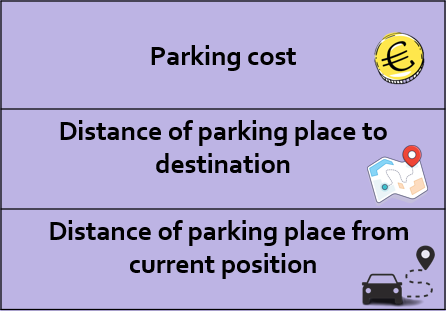 Parking cost
Distance of parking place to
destination
Distance of parking place from
current position